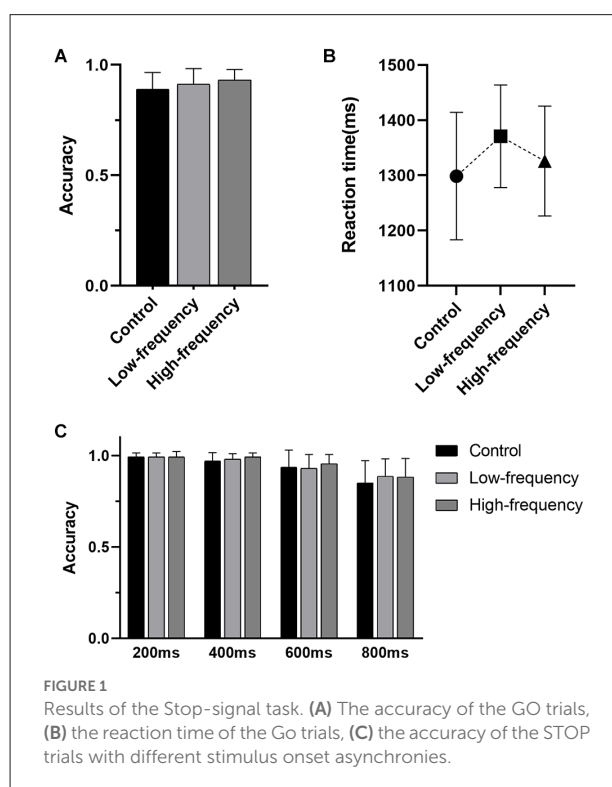 A
1.0
0.5
0.0
Accuracy
Control
Low-frequency
High-frequency
B
1500
1400
1300
1200
1100
Reaction time(ms)
Control
Low-frequency
High-frequency
C
1.0
0.5
0.0
Accuracy
200ms 400ms 600ms 800ms
Control
Low-frequency
High-frequency
FIGURE 1
Results of the Stop-signal task. (A) The accuracy of the GO trials,
(B) the reaction time of the Go trials, (C) the accuracy of the STOP
trials with different stimulus onset asynchronies.